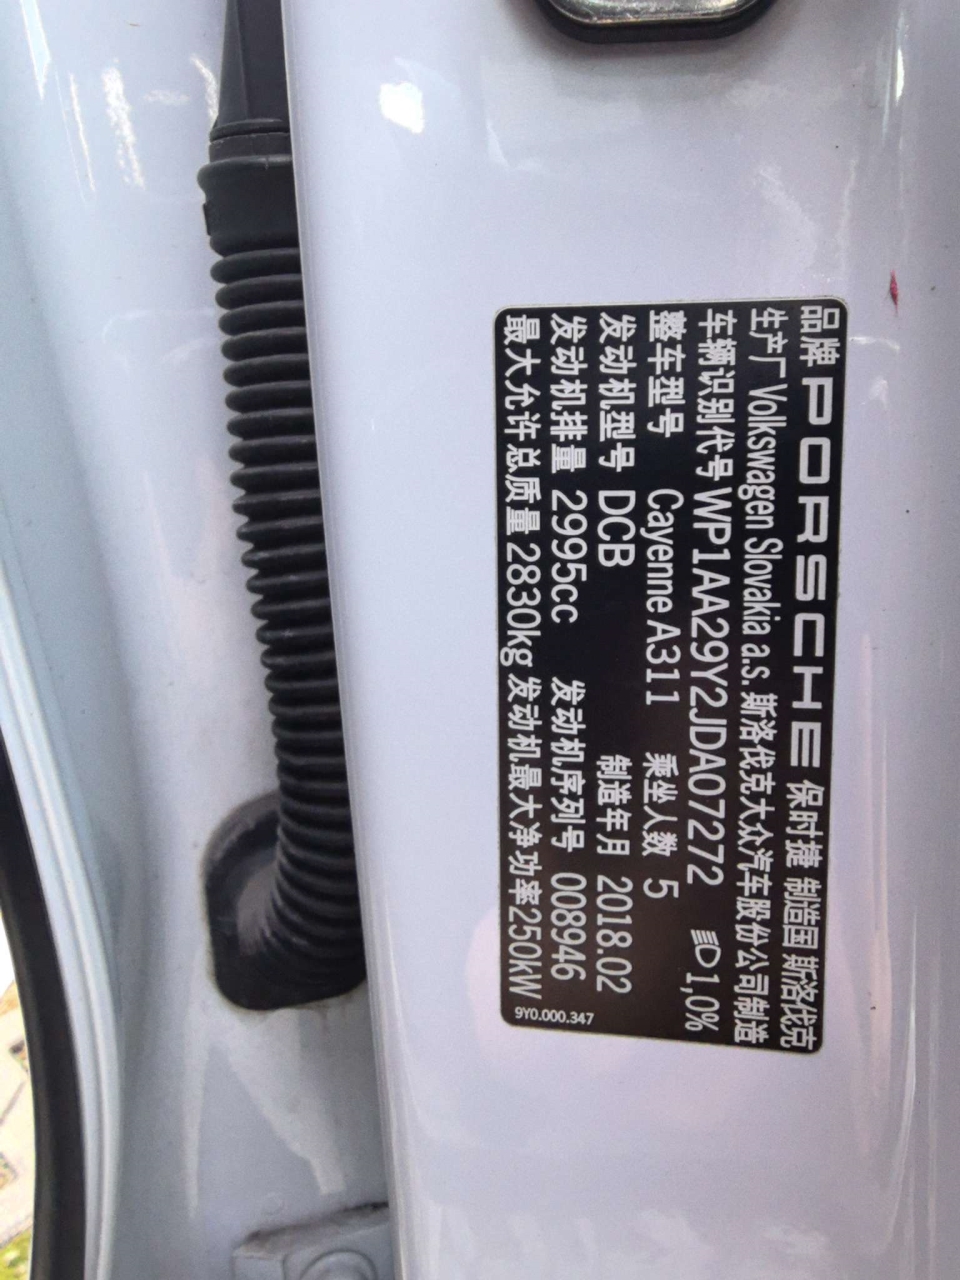 品牌 PORSCHE 保时捷 制造国 斯洛伐克
生产厂 Volkswagen Slovakia a.s. 斯洛伐克大众汽车股份公司制造
车辆识别代号 WP1AA29Y2JDA07272 1,0%
整车型号 Cayenne A311 乘坐人数 5
发动机型号 DCB 制造年月 2018.02
发动机排量 2995cc 发动机序列号 008946
最大允许总质量 2830kg 发动机最大净功率250kW
9Y0.000.347